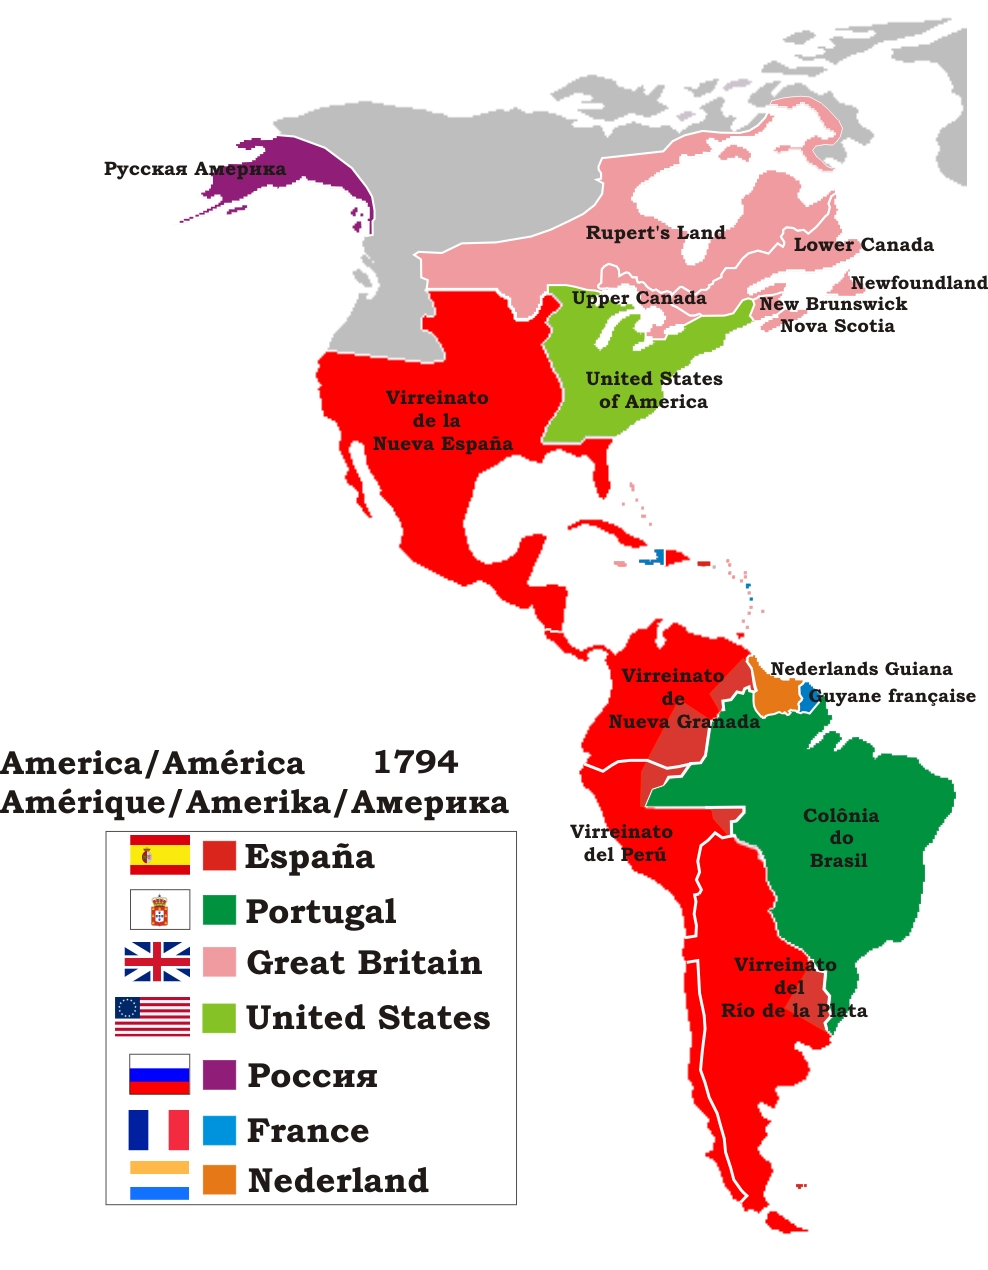 Русская Америка
Rupert's Land
Lower Canada
Newfoundland
Upper Canada
New Brunswick
Nova Scotia
United States
of America
Virreinato
de la
Nueva España
Nederlands Guiana
Guyane française
Virreinato
de
Nueva Granada
America/América 1794
Amérique/Amerika/Америка
Colônia
do
Brasil
Virreinato
del Perú
Virreinato
del
Río de la Plata
España
Portugal
Great Britain
United States
Россия
France
Nederland